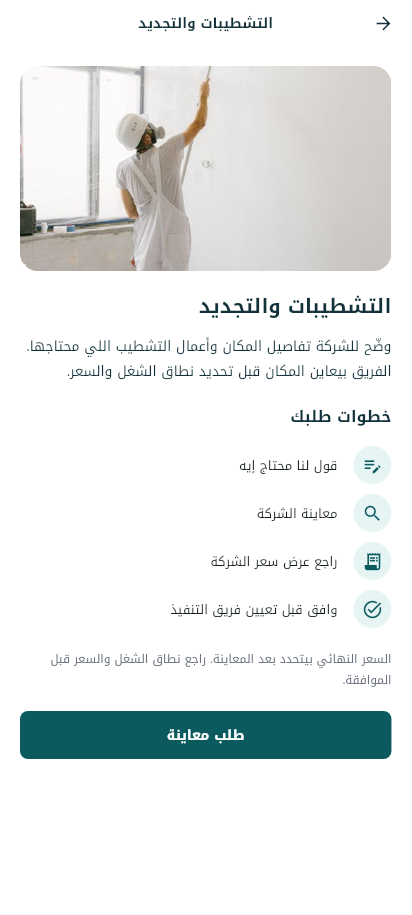 التشطيبات والتجديد
التشطيبات والتجديد
وضّح للشركة تفاصيل المكان وأعمال التشطيب اللي محتاجها.
الفريق بيعاين المكان قبل تحديد نطاق الشغل والسعر.
خطوات طلبك
قول لنا محتاج إيه
معاينة الشركة
راجع عرض سعر الشركة
وافق قبل تعيين فريق التنفيذ
السعر النهائي بيتحدد بعد المعاينة. راجع نطاق الشغل والسعر قبل
الموافقة.
طلب معاينة